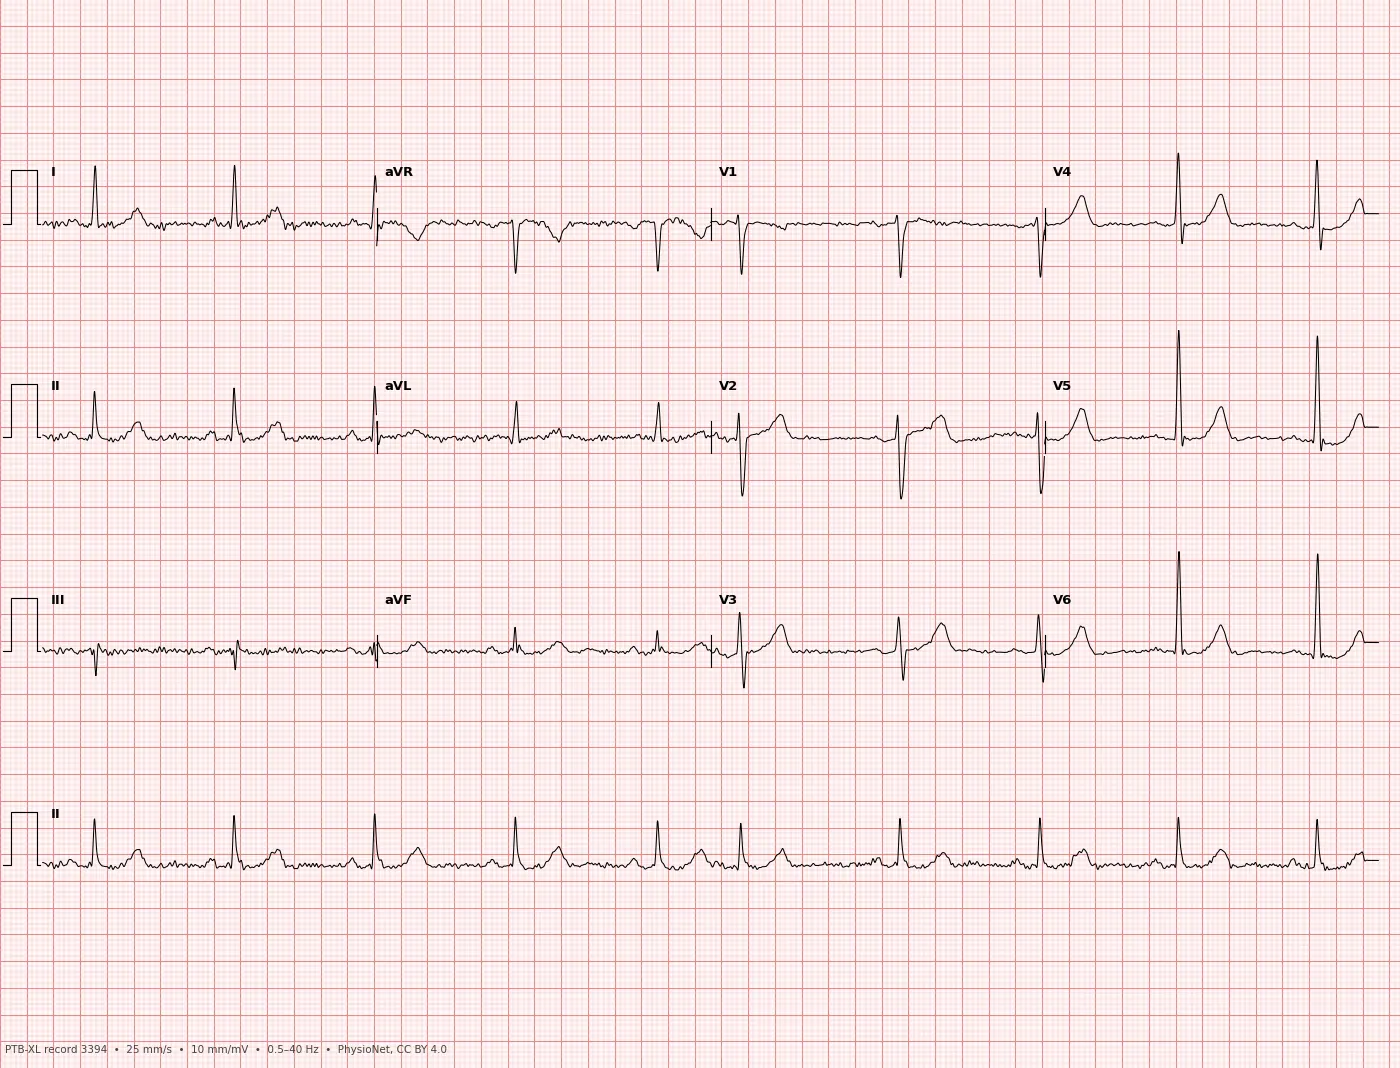 I aVR V1 V4
II aVL V2 V5
III aVF V3 V6
II
PTB-XL record 3394 • 25 mm/s • 10 mm/mV • 0.5–40 Hz • PhysioNet, CC BY 4.0